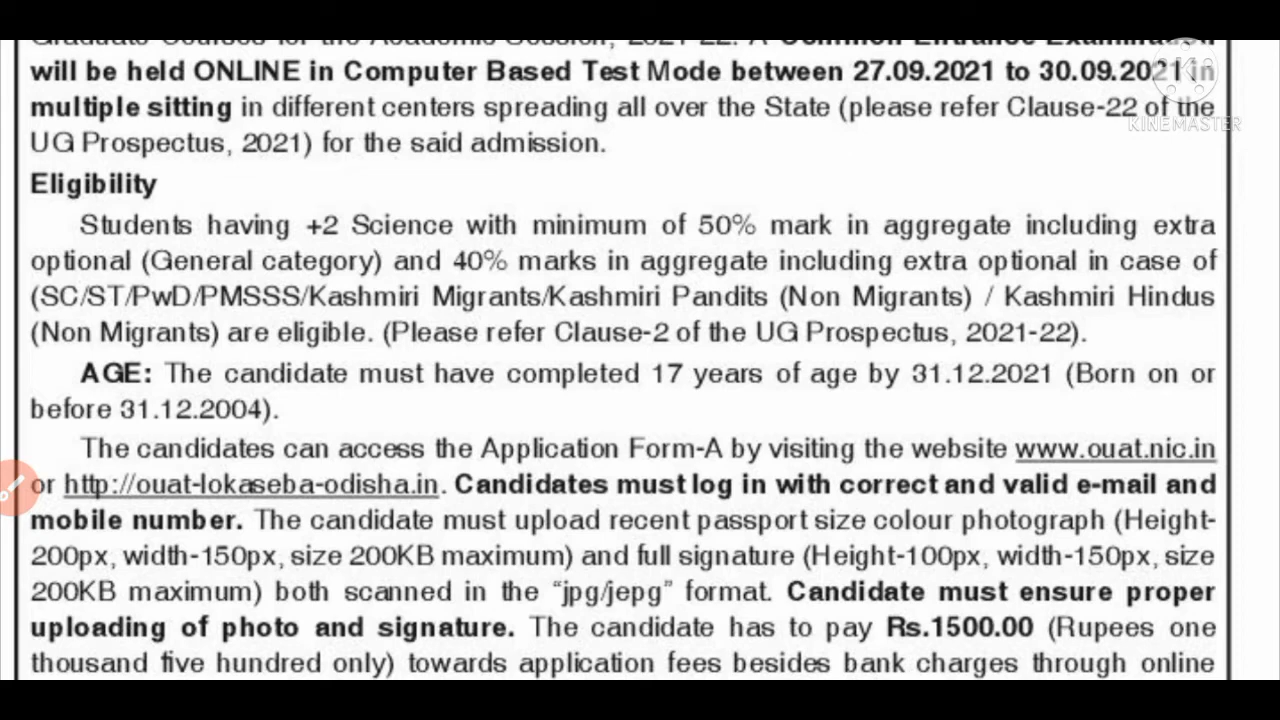 Graduate Courses for the Academic Session, 2021-22. A Common Entrance Examination
will be held ONLINE in Computer Based Test Mode between 27.09.2021 to 30.09.2021 in
multiple sitting in different centers spreading all over the State (please refer Clause-22 of the
UG Prospectus, 2021) for the said admission.
Eligibility
Students having +2 Science with minimum of 50% mark in aggregate including extra
optional (General category) and 40% marks in aggregate including extra optional in case of
(SC/ST/PwD/PMSSS/Kashmiri Migrants/Kashmiri Pandits (Non Migrants) / Kashmiri Hindus
(Non Migrants) are eligible. (Please refer Clause-2 of the UG Prospectus, 2021-22).
AGE: The candidate must have completed 17 years of age by 31.12.2021 (Born on or
before 31.12.2004).
The candidates can access the Application Form-A by visiting the website www.ouat.nic.in
or http://ouat-lokaseba-odisha.in. Candidates must log in with correct and valid e-mail and
mobile number. The candidate must upload recent passport size colour photograph (Height-
200px, width-150px, size 200KB maximum) and full signature (Height-100px, width-150px, size
200KB maximum) both scanned in the “jpg/jepg” format. Candidate must ensure proper
uploading of photo and signature. The candidate has to pay Rs.1500.00 (Rupees one
thousand five hundred only) towards application fees besides bank charges through online
KINEMASTER